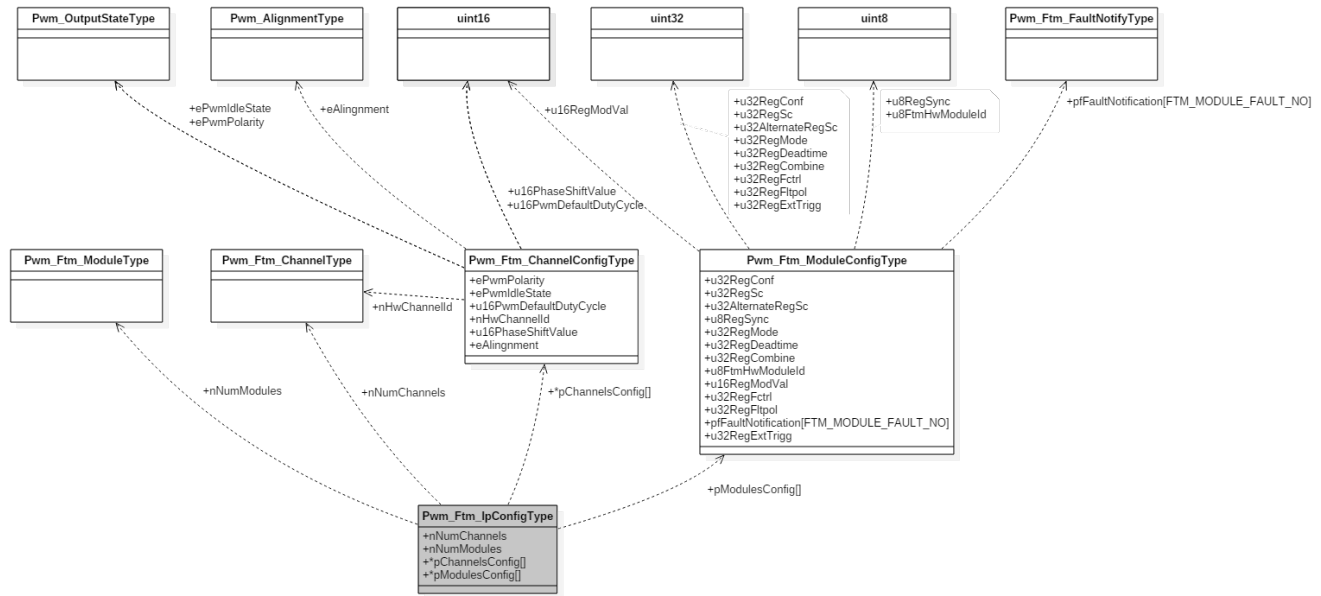 Pwm_OutputStateType
Pwm_AlignmentType
uint16
uint32
uint8
Pwm_Ftm_FaultNotifyType
+ePwmIdleState
+ePwmPolarity
+eAlingnment
+u16RegModVal
+u32RegConf
+u32RegSc
+u32AlternateRegSc
+u32RegMode
+u32RegDeadtime
+u32RegCombine
+u32RegFctrl
+u32RegFltpol
+u32RegExtTrigg
+u8RegSync
+u8FtmHwModuleId
+pfFaultNotification[FTM_MODULE_FAULT_NO]
+u16PhaseShiftValue
+u16PwmDefaultDutyCycle
Pwm_Ftm_ModuleType
Pwm_Ftm_ChannelType
Pwm_Ftm_ChannelConfigType
+ePwmPolarity
+ePwmIdleState
+u16PwmDefaultDutyCycle
+nHwChannelId
+u16PhaseShiftValue
+eAlingnment
Pwm_Ftm_ModuleConfigType
+u32RegConf
+u32RegSc
+u32AlternateRegSc
+u8RegSync
+u32RegMode
+u32RegDeadtime
+u32RegCombine
+u8FtmHwModuleId
+u16RegModVal
+u32RegFctrl
+u32RegFltpol
+pfFaultNotification[FTM_MODULE_FAULT_NO]
+u32RegExtTrigg
+nHwChannelId
+nNumModules
+nNumChannels
+*pChannelsConfig[]
+pModulesConfig[]
Pwm_Ftm_IpConfigType
+nNumChannels
+nNumModules
+*pChannelsConfig[]
+*pModulesConfig[]